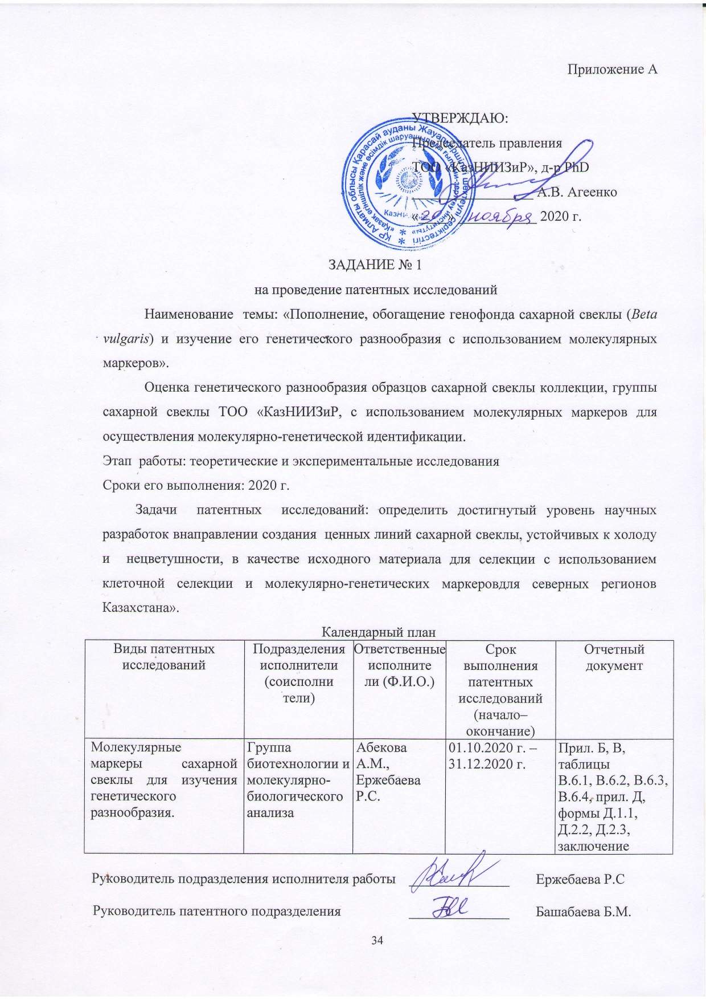 Приложение А
УТВЕРЖДАЮ:
Председатель правления
ТОО «КазНИИЗиР», д-р PhD
А.В. Агеенко
«20» ноября 2020 г.
ҚР Алматы облысы Қарасай ауданы Жауапкершілігі шектеулі серіктестігі
«Қазақ егіншілік және өсімдік шаруашылығы ғылыми-зерттеу институты»
ЗАДАНИЕ № 1
на проведение патентных исследований
Наименование темы: «Пополнение, обогащение генофонда сахарной свеклы (Beta
vulgaris) и изучение его генетического разнообразия с использованием молекулярных
маркеров».
Оценка генетического разнообразия образцов сахарной свеклы коллекции, группы
сахарной свеклы ТОО «КазНИИЗиР, с использованием молекулярных маркеров для
осуществления молекулярно-генетической идентификации.
Этап работы: теоретические и экспериментальные исследования
Сроки его выполнения: 2020 г.
Задачи патентных исследований: определить достигнутый уровень научных
разработок внаправлении создания ценных линий сахарной свеклы, устойчивых к холоду
и нецветушности, в качестве исходного материала для селекции с использованием
клеточной селекции и молекулярно-генетических маркеровдля северных регионов
Казахстана».
Календарный план
Виды патентных
исследований
Подразделения
исполнители
(соисполни
тели)
Ответственные
исполните
ли (Ф.И.О.)
Срок
выполнения
патентных
исследований
(начало–
окончание)
Отчетный
документ
Молекулярные
маркеры сахарной
свеклы для изучения
генетического
разнообразия.
Группа
биотехнологии и
молекулярно-
биологического
анализа
Абекова
А.М.,
Ержебаева
Р.С.
01.10.2020 г. –
31.12.2020 г.
Прил. Б, В,
таблицы
В.6.1, В.6.2, В.6.3,
В.6.4, прил. Д,
формы Д.1.1,
Д.2.2, Д.2.3,
заключение
Руководитель подразделения исполнителя работы Ержебаева Р.С
Руководитель патентного подразделения Башабаева Б.М.
34